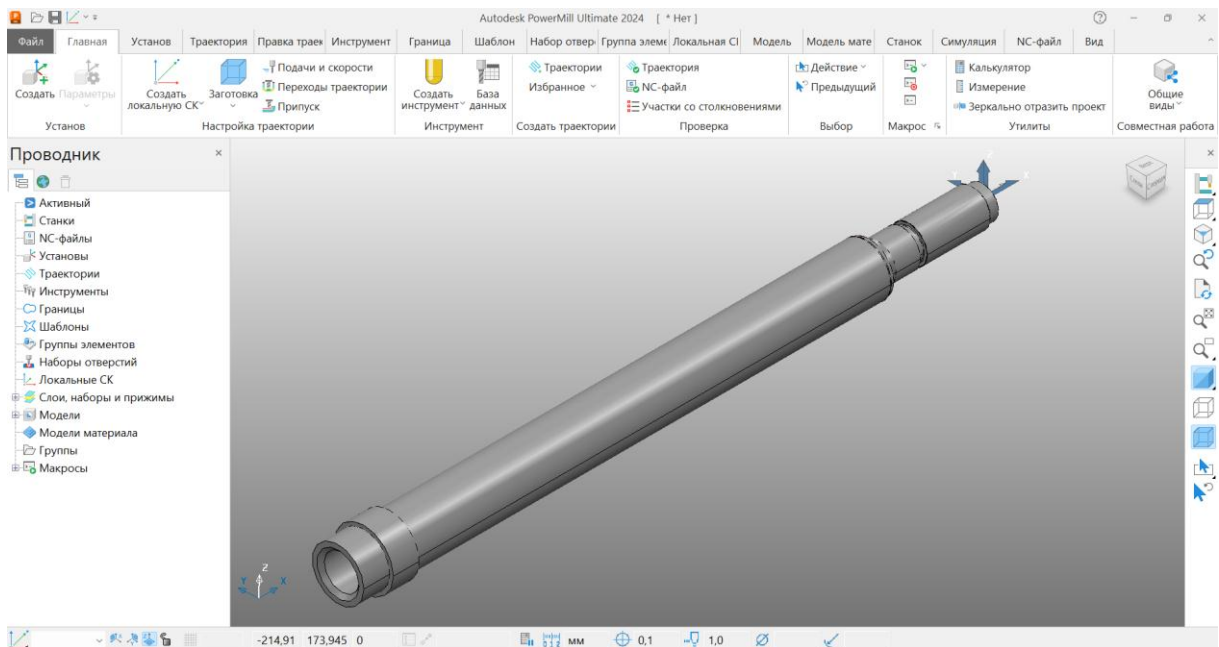 Autodesk PowerMill Ultimate 2024 [ * Нет ]
Файл Главная Установ Траектория Правка траек Инструмент Граница Шаблон Набор отвер Группа элеме Локальная СІ Модель Модель мате Станок Симуляция NC-файл Вид
Создать Параметры
Установ
Создать локальную СК
Заготовка
Подачи и скорости
Переходы траектории
Припуск
Настройка траектории
Создать инструмент
База данных
Инструмент
Траектории
Избранное
Создать траектории
Траектория
NC-файл
Участки со столкновениями
Проверка
Действие
Предыдущий
Выбор
Макрос
Калькулятор
Измерение
Зеркально отразить проект
Утилиты
Общие виды
Совместная работа
Проводник
Активный
Станки
NC-файлы
Установы
Траектории
Инструменты
Границы
Шаблоны
Группы элементов
Наборы отверстий
Локальные СК
Слои, наборы и прижимы
Модели
Модели материала
Группы
Макросы
Y X
Z
Y X
-214,91 173,945 0 мм 0,1 1,0